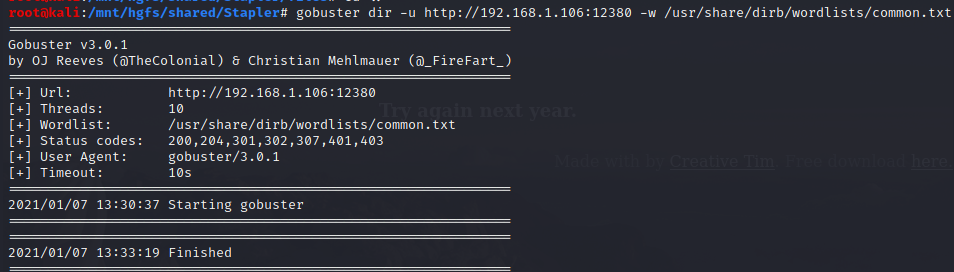 root@kali:/mnt/hgfs/shared/Stapler# gobuster dir -u http://192.168.1.106:12380 -w /usr/share/dirb/wordlists/common.txt
===============================================================
Gobuster v3.0.1
by OJ Reeves (@TheColonial) & Christian Mehlmauer (@_FireFart_)
===============================================================
[+] Url:            http://192.168.1.106:12380
[+] Threads:        10
Try again next year.
[+] Wordlist:       /usr/share/dirb/wordlists/common.txt
[+] Status codes:   200,204,301,302,307,401,403
[+] User Agent:     gobuster/3.0.1
Made with by Creative Tim. Free download here.
[+] Timeout:        10s
===============================================================
2021/01/07 13:30:37 Starting gobuster
===============================================================
===============================================================
2021/01/07 13:33:19 Finished
===============================================================